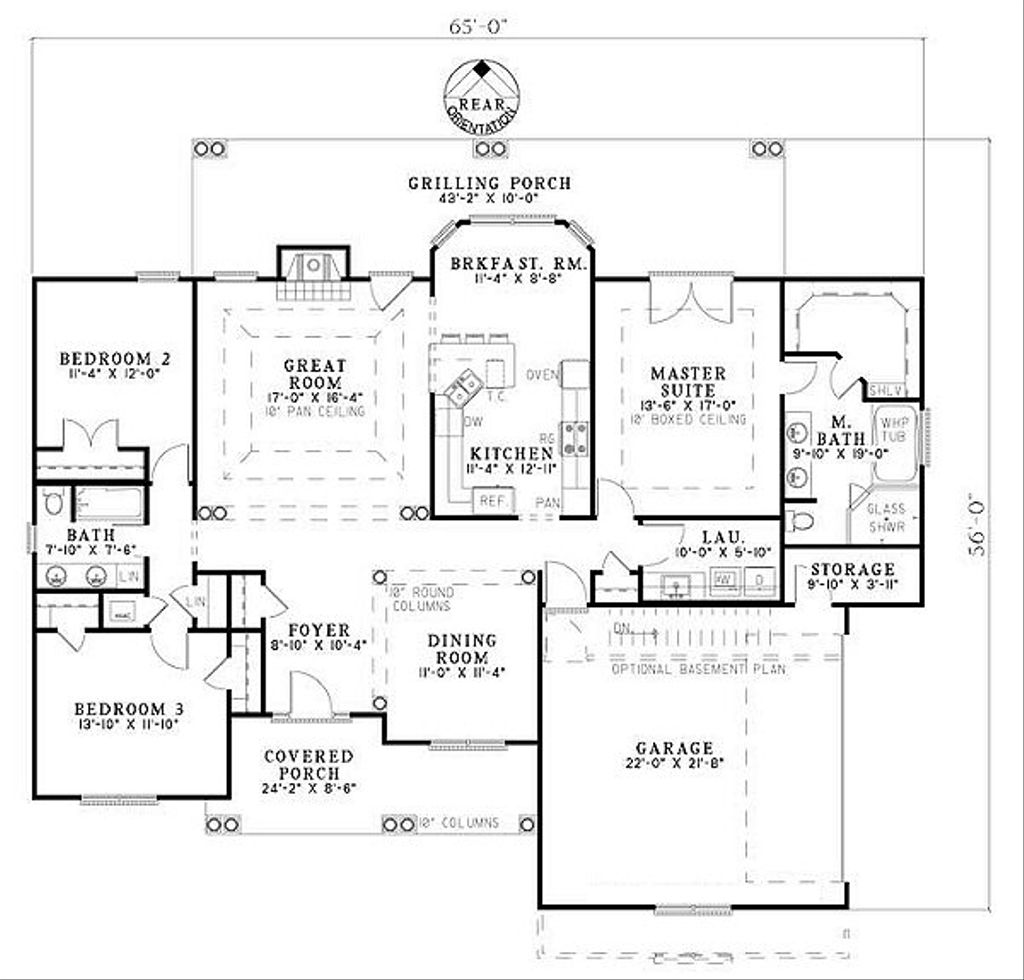 65'-0"
REAR
ORIENTATION
GRILLING PORCH
43'-2" X 10'-0"
BRKFAST. RM.
11'-4" X 8'-8"
BEDROOM 2
11'-4" X 12'-0"
GREAT
ROOM
17'-0" X 16'-4"
10' PAN CEILING
OVEN
T.C.
DW
RG
KITCHEN
11'-4" X 12'-11"
REF.
PAN
MASTER
SUITE
13'-6" X 17'-0"
10' BOXED CEILING
SHLV
M.
BATH
9'-10" X 19'-0"
WHP
TUB
GLASS
SHWR
56'-0"
BATH
7'-10" X 7'-6"
LIN
LAU.
10'-0" X 5'-10"
W
D
STORAGE
9'-10" X 3'-11"
HVAC
LIN
10" ROUND
COLUMNS
FOYER
8'-10" X 10'-4"
DINING
ROOM
11'-0" X 11'-4"
DN.
OPTIONAL BASEMENT PLAN
BEDROOM 3
13'-10" X 11'-10"
COVERED
PORCH
24'-2" X 8'-6"
10" COLUMNS
GARAGE
22'-0" X 21'-8"